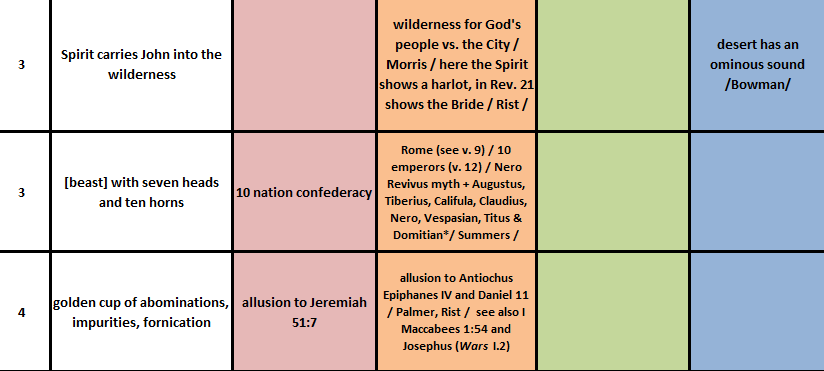 3
Spirit carries John into the
wilderness
wilderness for God's
people vs. the City /
Morris / here the Spirit
shows a harlot, in Rev. 21
shows the Bride / Rist /
desert has an
ominous sound
/Bowman/
3
[beast] with seven heads
and ten horns
10 nation confederacy
Rome (see v. 9) / 10
emperors (v. 12) / Nero
Revivus myth + Augustus,
Tiberius, Califula, Claudius,
Nero, Vespasian, Titus &
Domitian*/ Summers /
4
golden cup of abominations,
impurities, fornication
allusion to Jeremiah
51:7
allusion to Antiochus
Epiphanes IV and Daniel 11
/ Palmer, Rist /  see also I
Maccabees 1:54 and
Josephus (Wars I.2)